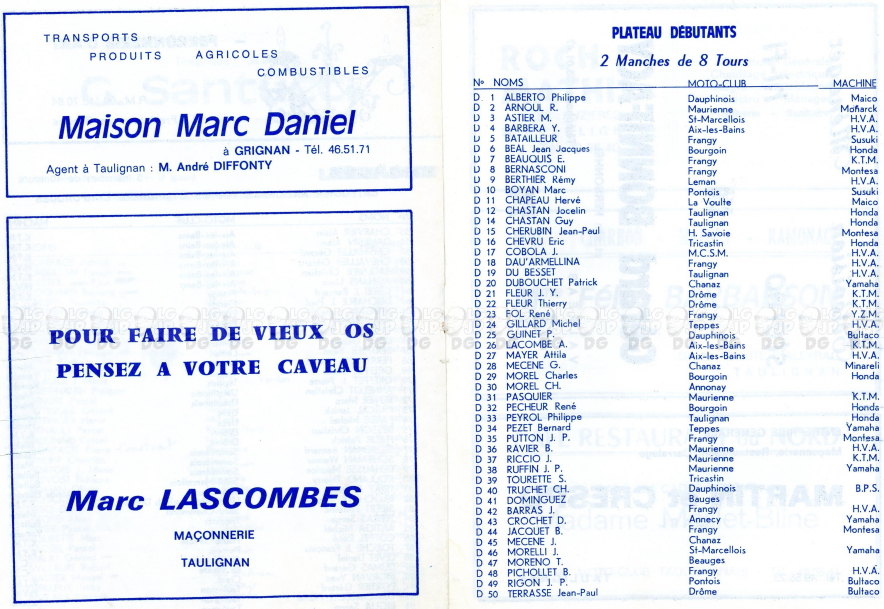 TRANSPORTS
PRODUITS AGRICOLES
COMBUSTIBLES
Maison Marc Daniel
à GRIGNAN - Tél. 46.51.71
Agent à Taulignan : M. André DIFFONTY
POUR FAIRE DE VIEUX OS
PENSEZ A VOTRE CAVEAU
Marc LASCOMBES
MAÇONNERIE
TAULIGNAN
PLATEAU DÉBUTANTS
2 Manches de 8 Tours
No NOMS MOTO-CLUB MACHINE
D. 1 ALBERTO Philippe Dauphinois Maico
D 2 ARNOUL R. Maurienne Mofiarck
D 3 ASTIER M. St-Marcellois H.V.A.
D 4 BARBERA Y. Aix-les-Bains H.V.A.
D 5 BATAILLEUR Frangy Susuki
D 6 BEAL Jean Jacques Bourgoin Honda
D 7 BEAUQUIS E. Frangy K.T.M.
D 8 BERNASCONI Frangy Montesa
D 9 BERTHIER Rémy Leman H.V.A.
D 10 BOYAN Marc Pontois Susuki
D 11 CHAPEAU Hervé La Voulte Maico
D 12 CHASTAN Jocelin Taulignan Honda
D 14 CHASTAN Guy Taulignan Honda
D 15 CHERUBIN Jean-Paul H. Savoie Montesa
D 16 CHEVRU Eric Tricastin Honda
D 17 COBOLA J. M.C.S.M. H.V.A.
D 18 DAU'ARMELLINA Frangy H.V.A.
D 19 DU BESSET Taulignan H.V.A.
D 20 DUBOUCHET Patrick Chanaz Yamaha
D 21 FLEUR J. Y. Drôme K.T.M.
D 22 FLEUR Thierry Drôme K.T.M.
D 23 FOL René Frangy Y.Z.M.
D 24 GILLARD Michel Teppes H.V.A.
D 25 GUINET P. Dauphinois Bultaco
D 26 LACOMBE A. Aix-les-Bains K.T.M.
D 27 MAYER Attila Aix-les-Bains H.V.A.
D 28 MECENE G. Chanaz Minareli
D 29 MOREL Charles Bourgoin Honda
D 30 MOREL CH. Annonay
D 31 PASQUIER Maurienne K.T.M.
D 32 PECHEUR René Bourgoin Honda
D 33 PEYROL Philippe Taulignan Honda
D 34 PEZET Bernard Teppes Yamaha
D 35 PUTTON J. P. Frangy Montesa
D 36 RAVIER B. Maurienne H.V.A.
D 37 RICCIO J. Maurienne K.T.M.
D 38 RUFFIN J. P. Maurienne Yamaha
D 39 TOURETTE S. Tricastin
D 40 TRUCHET CH. Dauphinois B.P.S.
D 41 DOMINGUEZ Bauges
D 42 BARRAS J. Frangy H.V.A.
D 43 CROCHET D. Annecy Yamaha
D 44 JACQUET B. Frangy Montesa
D 45 MECENE J. Chanaz
D 46 MORELLI J. St-Marcellois Yamaha
D 47 MORENO T. Beauges
D 48 PICHOLLET B. Frangy H.V.A.
D 49 RIGON J. P. Pontois Bultaco
D 50 TERRASSE Jean-Paul Drôme Bultaco